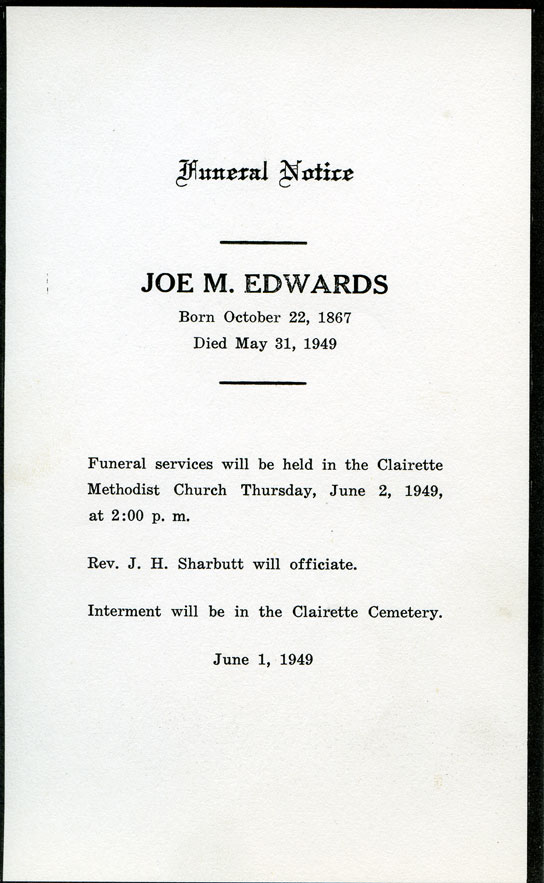 Funeral Notice
JOE M. EDWARDS
Born October 22, 1867
Died May 31, 1949
Funeral services will be held in the Clairette
Methodist Church Thursday, June 2, 1949,
at 2:00 p. m.
Rev. J. H. Sharbutt will officiate.
Interment will be in the Clairette Cemetery.
June 1, 1949